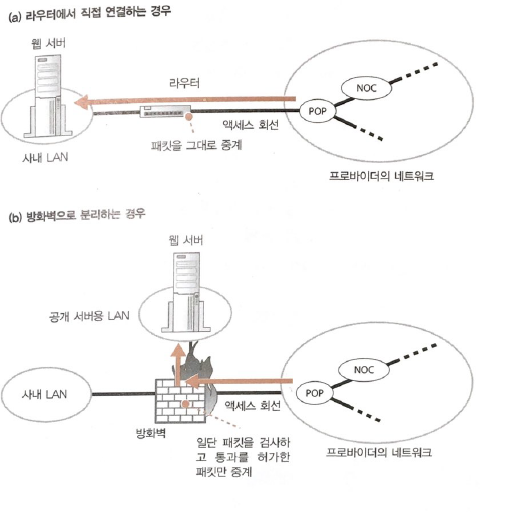 (a) 라우터에서 직접 연결하는 경우
웹 서버
라우터
NOC
POP
액세스 회선
패킷을 그대로 중계
사내 LAN
프로바이더의 네트워크
(b) 방화벽으로 분리하는 경우
웹 서버
공개 서버용 LAN
NOC
사내 LAN
POP
액세스 회선
방화벽
일단 패킷을 검사하
고 통과를 허가한
패킷만 중계
프로바이더의 네트워크